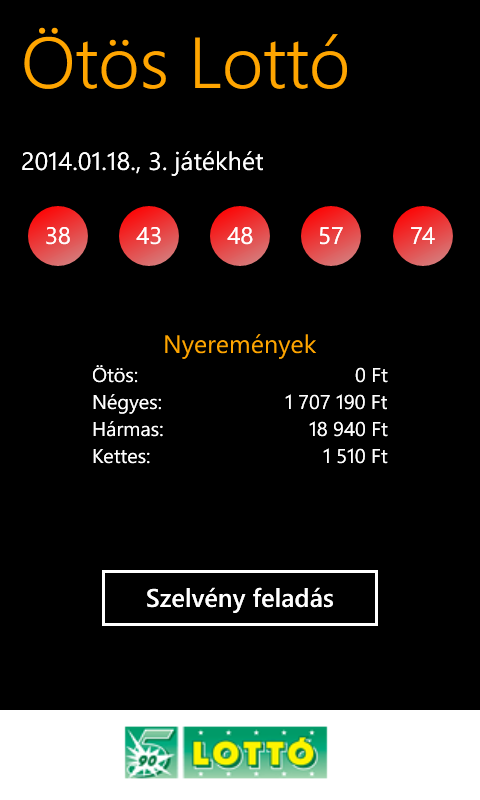 Ötös Lottó
2014.01.18., 3. játékhét
38 43 48 57 74
Nyeremények
Ötös: 0 Ft
Négyes: 1 707 190 Ft
Hármas: 18 940 Ft
Kettes: 1 510 Ft
Szelvény feladás
5 90 LOTTÓ